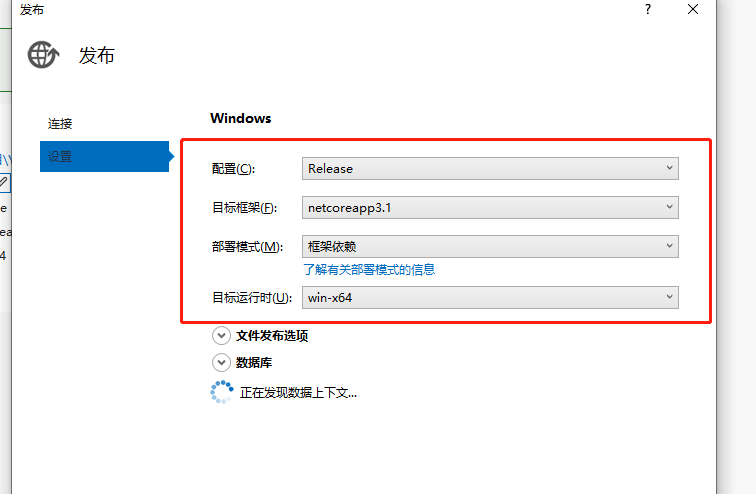 发布
?
发布
连接
设置
Windows
配置(C):
Release
目标框架(F):
netcoreapp3.1
部署模式(M):
框架依赖
了解有关部署模式的信息
目标运行时(U):
win-x64
文件发布选项
数据库
正在发现数据上下文...
e
ea
4